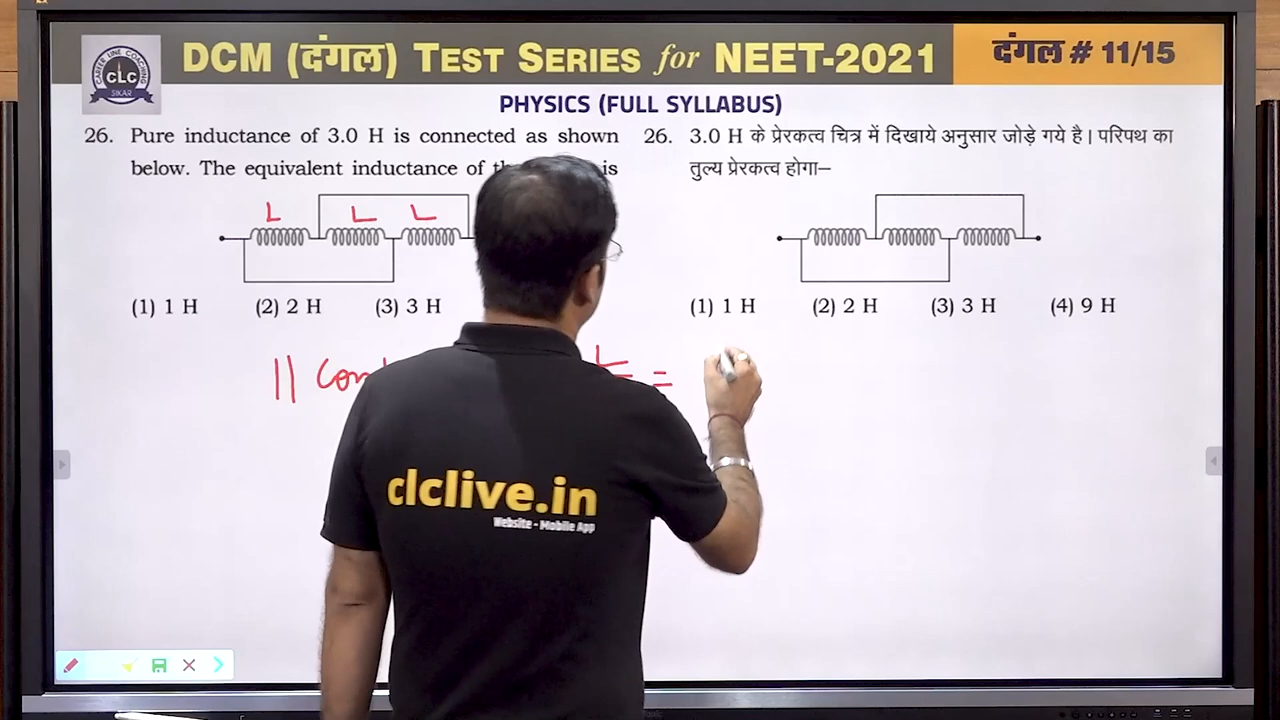 DCM (दंगल) TEST SERIES for NEET-2021
दंगल # 11/15
CAREER LINE COACHING
CLC
SIKAR
PHYSICS (FULL SYLLABUS)
26. Pure inductance of 3.0 H is connected as shown
below. The equivalent inductance of is
L L L
(1) 1 H (2) 2 H (3) 3 H
26. 3.0 H के प्रेरकत्व चित्र में दिखाये अनुसार जोड़े गये है। परिपथ का
तुल्य प्रेरकत्व होगा–
(1) 1 H (2) 2 H (3) 3 H (4) 9 H
|| L =
clclive.in
Website - Mobile App